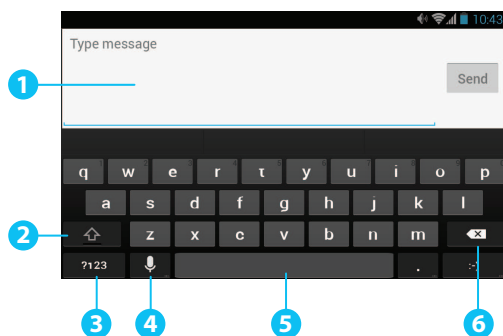 10:43
Type message
1
Send
q w e r t y u i o p
a s d f g h j k l
2
z x c v b n m
?123 . :-)
3 4 5 6